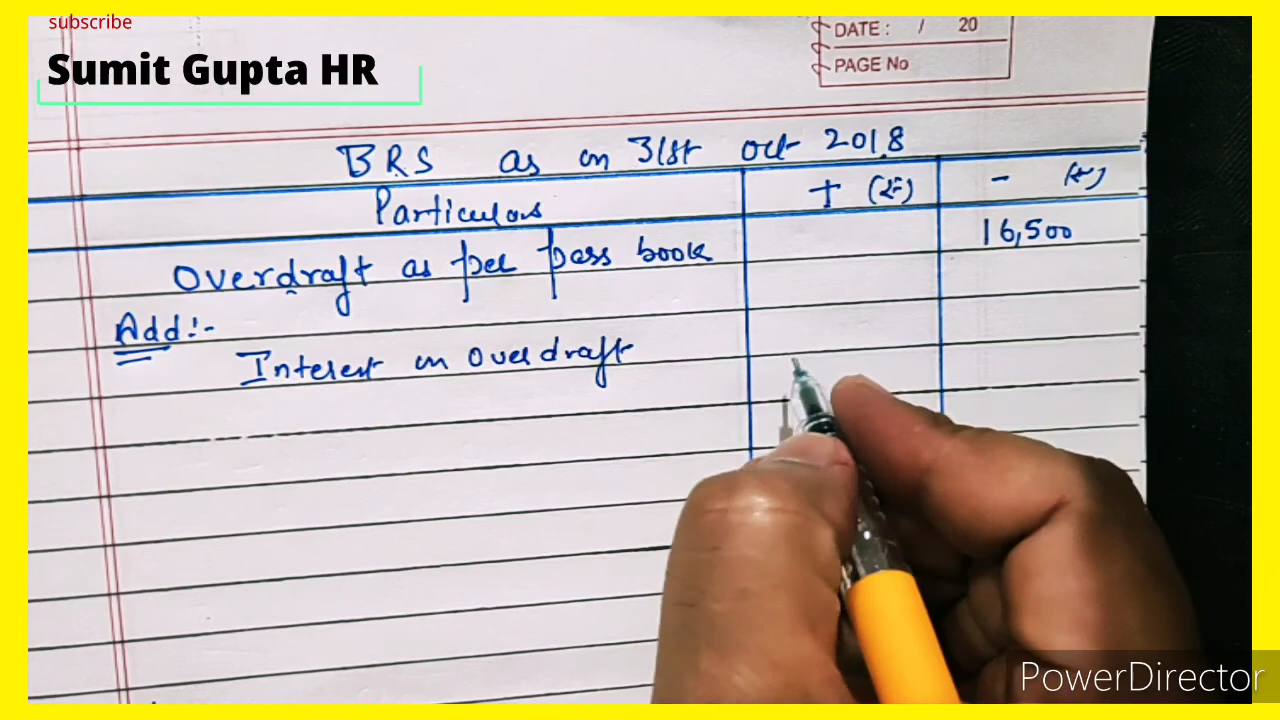 subscribe
Sumit Gupta HR
DATE : / 20
PAGE No
BRS as on 31st oct 2018
Particulars + (रु) -
Overdraft as per pass book 16,500
Add:-
Interest on overdraft
PowerDirector